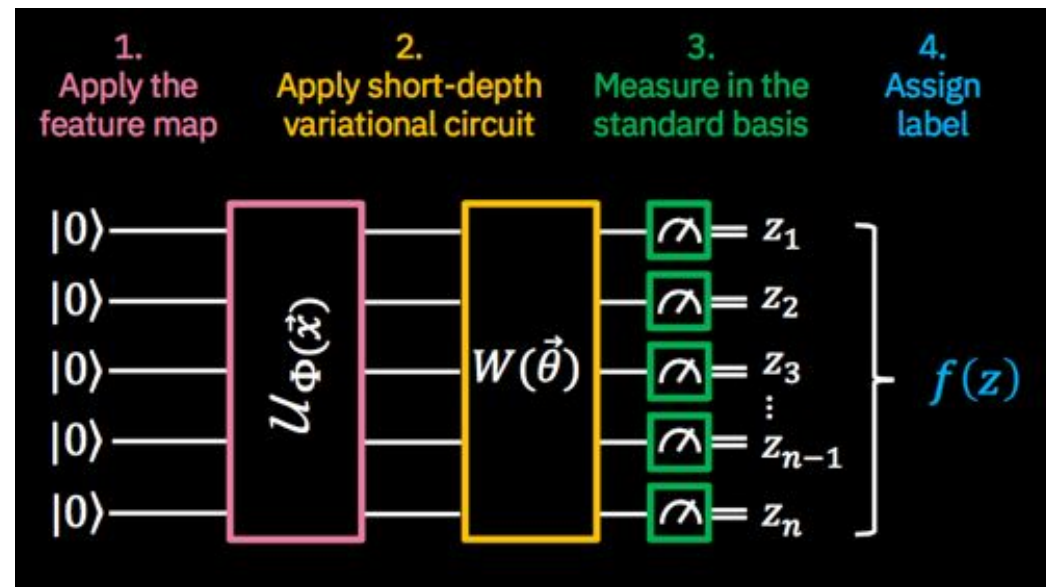 1.
Apply the
feature map
2.
Apply short-depth
variational circuit
3.
Measure in the
standard basis
4.
Assign
label
|0⟩
|0⟩
|0⟩
|0⟩
|0⟩
𝒰_Φ(x⃗)
W(θ⃗)
z₁
z₂
z₃
⋮
zₙ₋₁
zₙ
f(z)